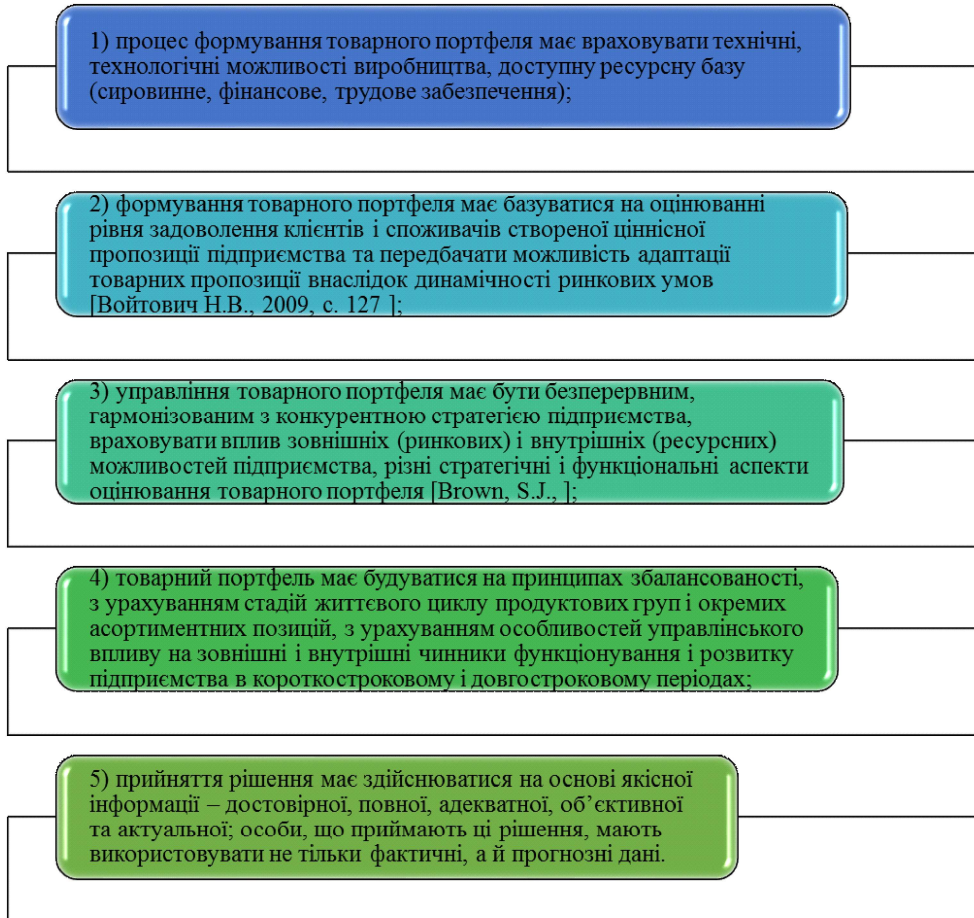 1) процес формування товарного портфеля має враховувати технічні,
технологічні можливості виробництва, доступну ресурсну базу
(сировинне, фінансове, трудове забезпечення);
2) формування товарного портфеля має базуватися на оцінюванні
рівня задоволення клієнтів і споживачів створеної ціннісної
пропозиції підприємства та передбачати можливість адаптації
товарних пропозиції внаслідок динамічності ринкових умов
[Войтович Н.В., 2009, с. 127 ];
3) управління товарного портфеля має бути безперервним,
гармонізованим з конкурентною стратегією підприємства,
враховувати вплив зовнішніх (ринкових) і внутрішніх (ресурсних)
можливостей підприємства, різні стратегічні і функціональні аспекти
оцінювання товарного портфеля [Brown, S.J., ];
4) товарний портфель має будуватися на принципах збалансованості,
з урахуванням стадій життєвого циклу продуктових груп і окремих
асортиментних позицій, з урахуванням особливостей управлінського
впливу на зовнішні і внутрішні чинники функціонування і розвитку
підприємства в короткостроковому і довгостроковому періодах;
5) прийняття рішення має здійснюватися на основі якісної
інформації – достовірної, повної, адекватної, об’єктивної
та актуальної; особи, що приймають ці рішення, мають
використовувати не тільки фактичні, а й прогнозні дані.